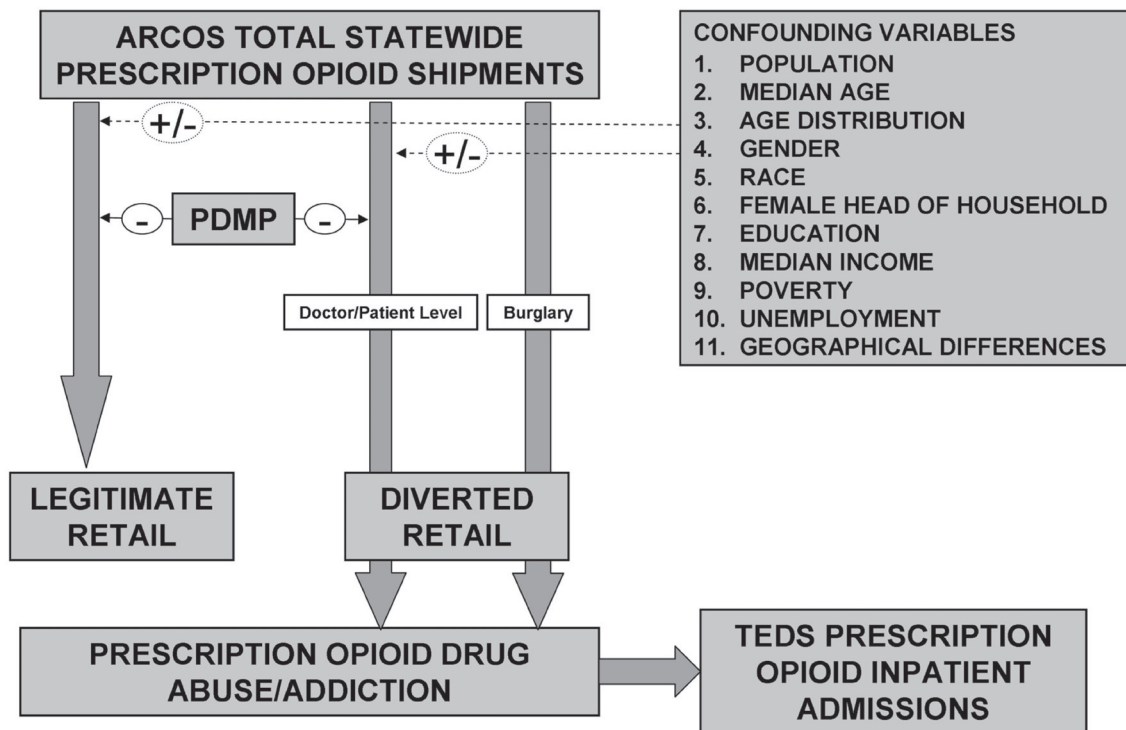 ARCOS TOTAL STATEWIDE
PRESCRIPTION OPIOID SHIPMENTS
CONFOUNDING VARIABLES
1. POPULATION
2. MEDIAN AGE
3. AGE DISTRIBUTION
4. GENDER
5. RACE
6. FEMALE HEAD OF HOUSEHOLD
7. EDUCATION
8. MEDIAN INCOME
9. POVERTY
10. UNEMPLOYMENT
11. GEOGRAPHICAL DIFFERENCES
+/-
+/-
- PDMP -
Doctor/Patient Level
Burglary
LEGITIMATE
RETAIL
DIVERTED
RETAIL
PRESCRIPTION OPIOID DRUG
ABUSE/ADDICTION
TEDS PRESCRIPTION
OPIOID INPATIENT
ADMISSIONS